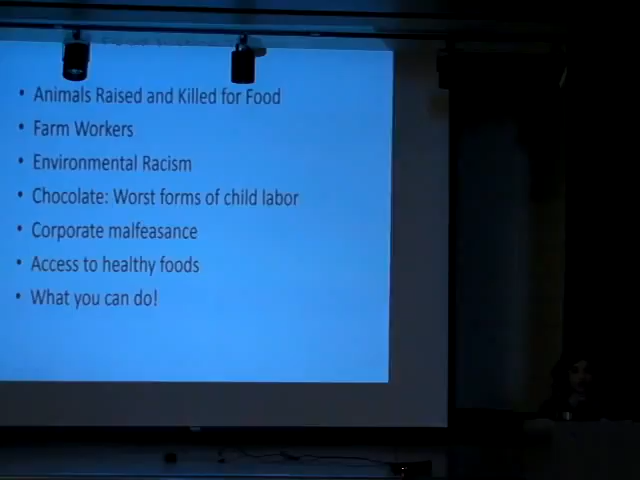 • Animals Raised and Killed for Food
• Farm Workers
• Environmental Racism
• Chocolate: Worst forms of child labor
• Corporate malfeasance
• Access to healthy foods
• What you can do!